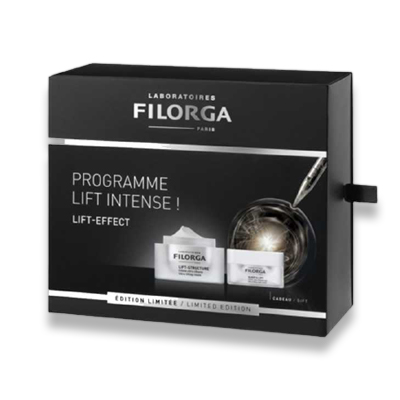 LABORATOIRES
FILORGA
PARIS
PROGRAMME
LIFT INTENSE !
LIFT-EFFECT
FILORGA
LIFT-STRUCTURE
FILORGA
CADEAU / GIFT
ÉDITION LIMITÉE / LIMITED EDITION